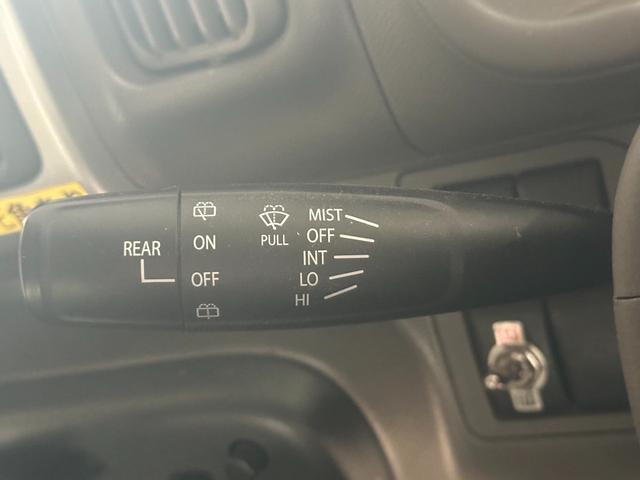 REAR
ON
OFF
PULL
MIST
OFF
INT
LO
HI